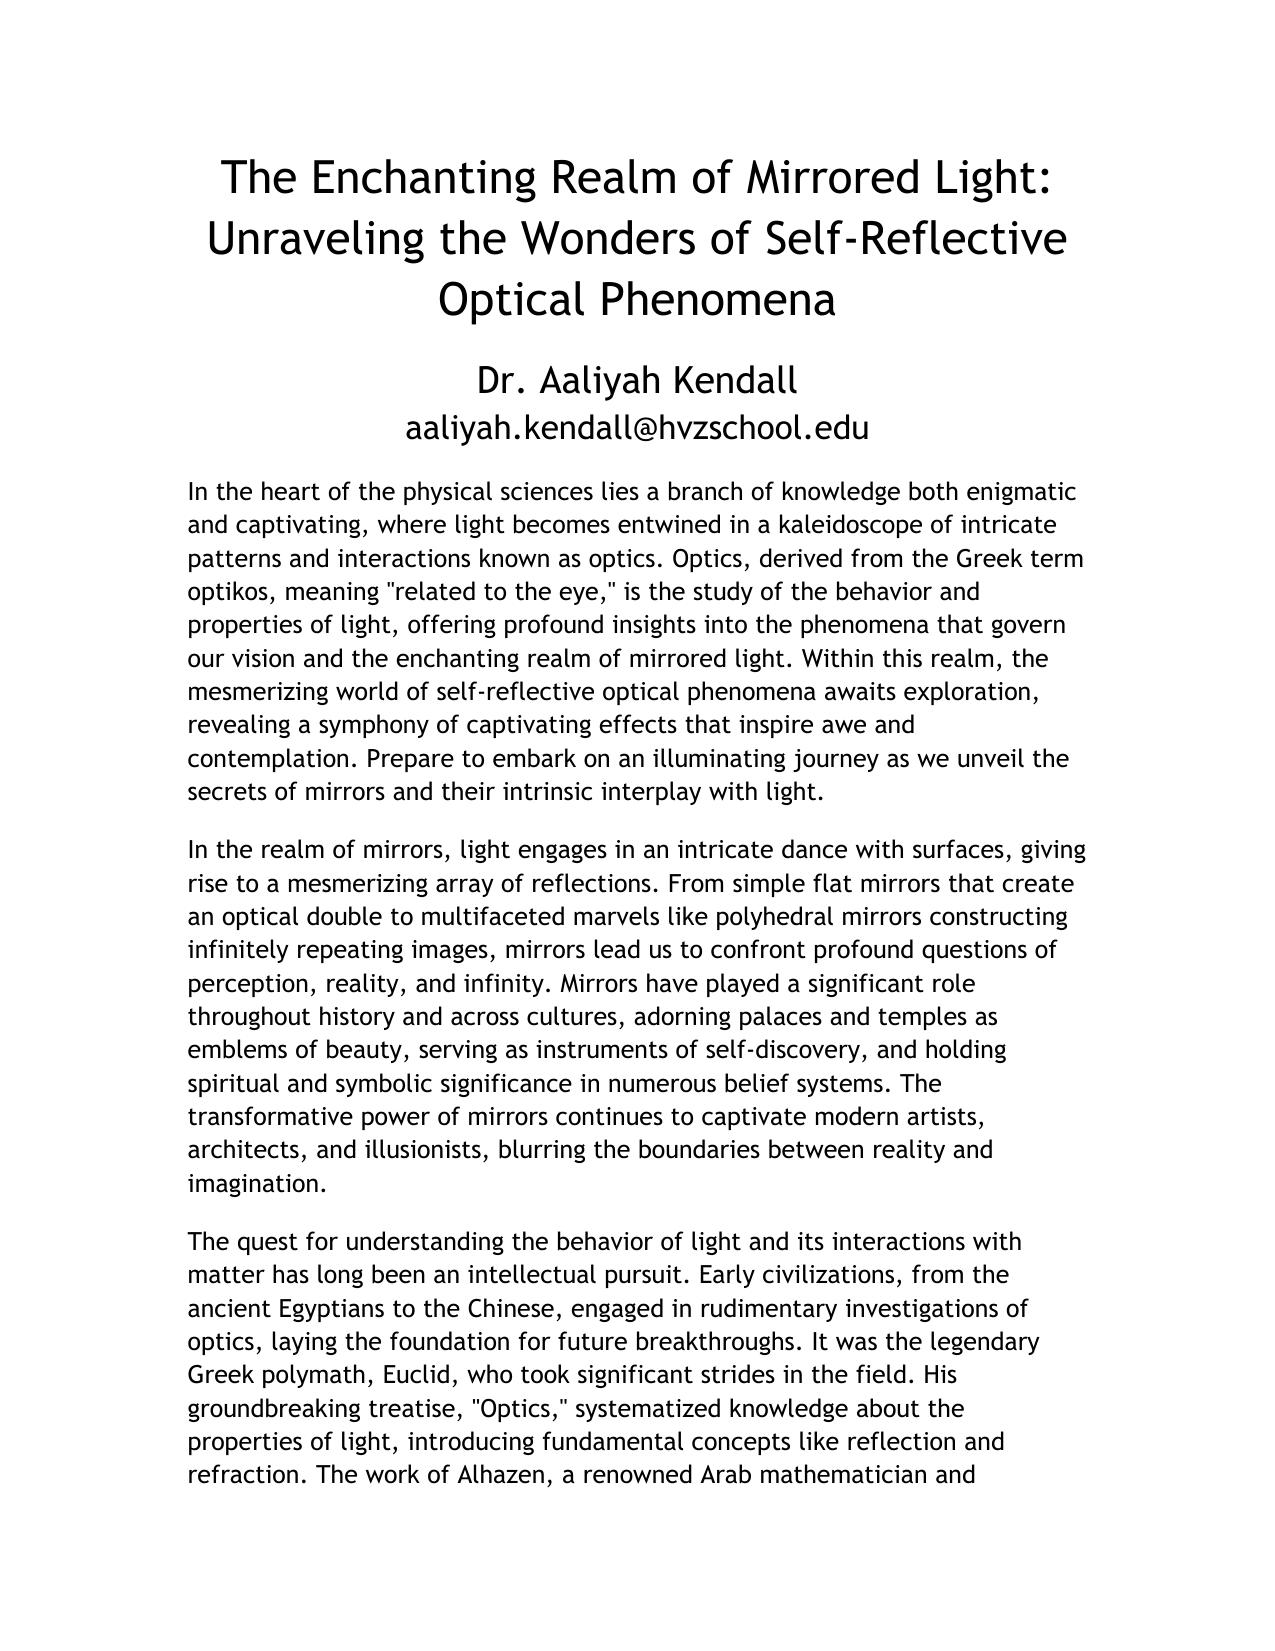 The Enchanting Realm of Mirrored Light:
Unraveling the Wonders of Self-Reflective
Optical Phenomena
Dr. Aaliyah Kendall
aaliyah.kendall@hvzschool.edu
In the heart of the physical sciences lies a branch of knowledge both enigmatic
and captivating, where light becomes entwined in a kaleidoscope of intricate
patterns and interactions known as optics. Optics, derived from the Greek term
optikos, meaning "related to the eye," is the study of the behavior and
properties of light, offering profound insights into the phenomena that govern
our vision and the enchanting realm of mirrored light. Within this realm, the
mesmerizing world of self-reflective optical phenomena awaits exploration,
revealing a symphony of captivating effects that inspire awe and
contemplation. Prepare to embark on an illuminating journey as we unveil the
secrets of mirrors and their intrinsic interplay with light.
In the realm of mirrors, light engages in an intricate dance with surfaces, giving
rise to a mesmerizing array of reflections. From simple flat mirrors that create
an optical double to multifaceted marvels like polyhedral mirrors constructing
infinitely repeating images, mirrors lead us to confront profound questions of
perception, reality, and infinity. Mirrors have played a significant role
throughout history and across cultures, adorning palaces and temples as
emblems of beauty, serving as instruments of self-discovery, and holding
spiritual and symbolic significance in numerous belief systems. The
transformative power of mirrors continues to captivate modern artists,
architects, and illusionists, blurring the boundaries between reality and
imagination.
The quest for understanding the behavior of light and its interactions with
matter has long been an intellectual pursuit. Early civilizations, from the
ancient Egyptians to the Chinese, engaged in rudimentary investigations of
optics, laying the foundation for future breakthroughs. It was the legendary
Greek polymath, Euclid, who took significant strides in the field. His
groundbreaking treatise, "Optics," systematized knowledge about the
properties of light, introducing fundamental concepts like reflection and
refraction. The work of Alhazen, a renowned Arab mathematician and